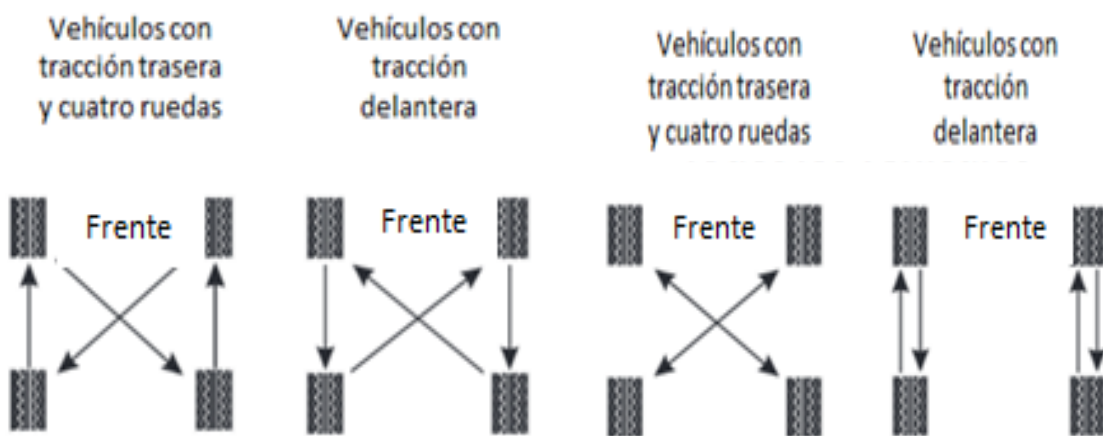 Vehículos con
tracción trasera
y cuatro ruedas
Vehículos con
tracción
delantera
Vehículos con
tracción trasera
y cuatro ruedas
Vehículos con
tracción
delantera
Frente
Frente
Frente
Frente